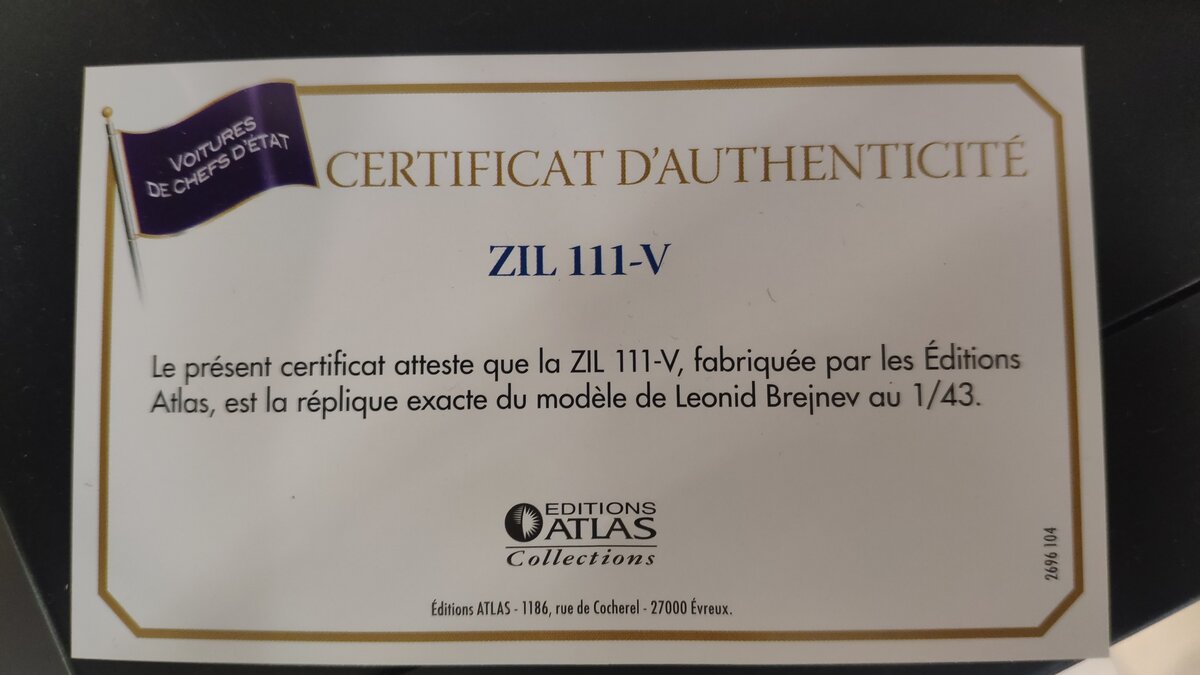 VOITURES
DE CHEFS D'ÉTAT
CERTIFICAT D'AUTHENTICITÉ
ZIL 111-V
Le présent certificat atteste que la ZIL 111-V, fabriquée par les Éditions
Atlas, est la réplique exacte du modèle de Leonid Brejnev au 1/43.
EDITIONS
ATLAS
Collections
2696 104
Éditions ATLAS - 1186, rue de Cocherel - 27000 Évreux.